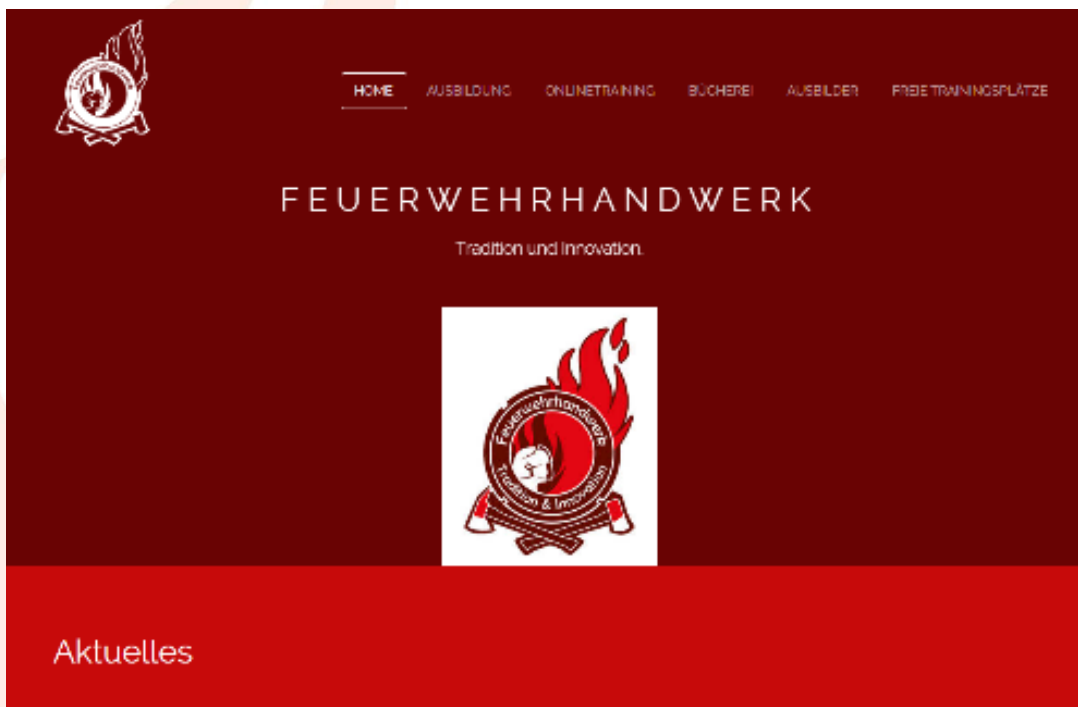 HOME AUSBILDUNG ONLINETRAINING BÜCHEREI AUSBILDER FREIE TRAININGSPLÄTZE
FEUERWEHRHANDWERK
Tradition und Innovation.
Feuerwehrhandwerk
Tradition & Innovation
Aktuelles